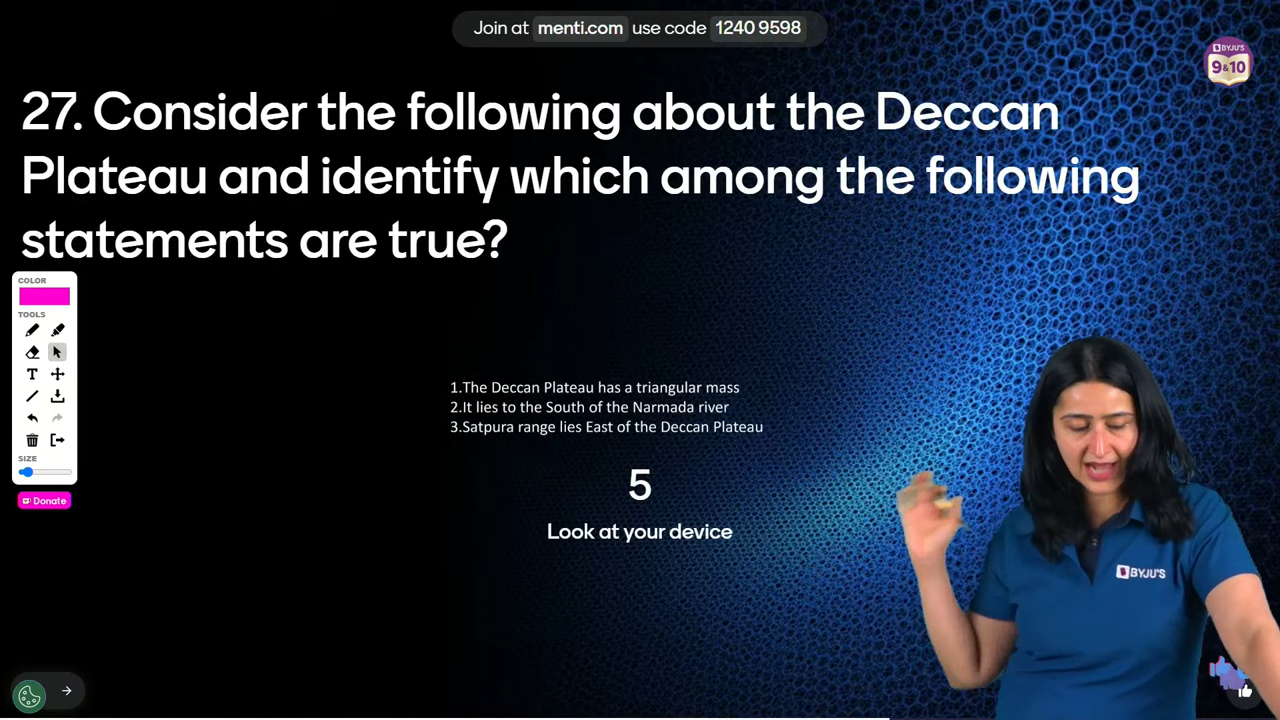 Join at menti.com use code 1240 9598
BYJU'S
9&10
27. Consider the following about the Deccan
Plateau and identify which among the following
statements are true?
COLOR
TOOLS
T
SIZE
Donate
1.The Deccan Plateau has a triangular mass
2.It lies to the South of the Narmada river
3.Satpura range lies East of the Deccan Plateau
5
Look at your device
BYJU'S